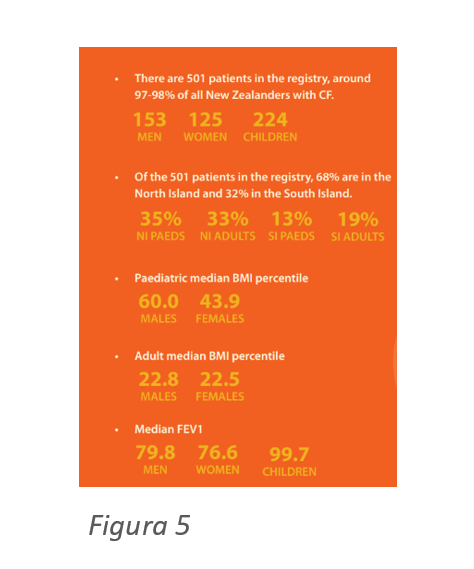 • There are 501 patients in the registry, around
97-98% of all New Zealanders with CF.
153 125 224
MEN WOMEN CHILDREN
• Of the 501 patients in the registry, 68% are in the
North Island and 32% in the South Island.
35% 33% 13% 19%
NI PAEDS NI ADULTS SI PAEDS SI ADULTS
• Paediatric median BMI percentile
60.0 43.9
MALES FEMALES
• Adult median BMI percentile
22.8 22.5
MALES FEMALES
• Median FEV1
79.8 76.6 99.7
MEN WOMEN CHILDREN
Figura 5